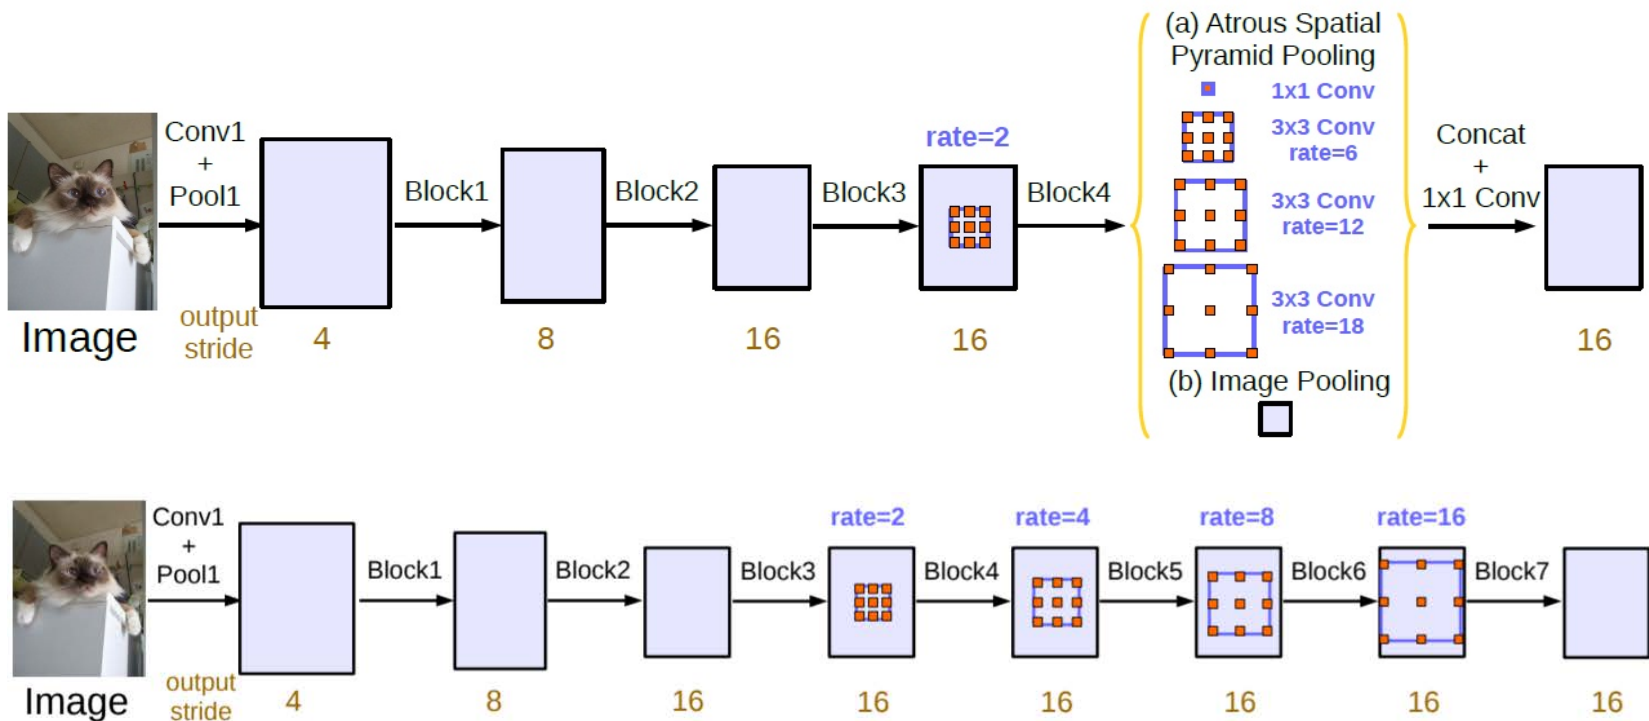 (a) Atrous Spatial
Pyramid Pooling
1x1 Conv
3x3 Conv
rate=6
3x3 Conv
rate=12
3x3 Conv
rate=18
(b) Image Pooling
Conv1
+
Pool1
Block1
Block2
Block3
rate=2
Block4
Concat
+
1x1 Conv
Image
output
stride
4
8
16
16
16
Conv1
+
Pool1
Block1
Block2
Block3
rate=2
Block4
rate=4
Block5
rate=8
Block6
rate=16
Block7
Image
output
stride
4
8
16
16
16
16
16
16